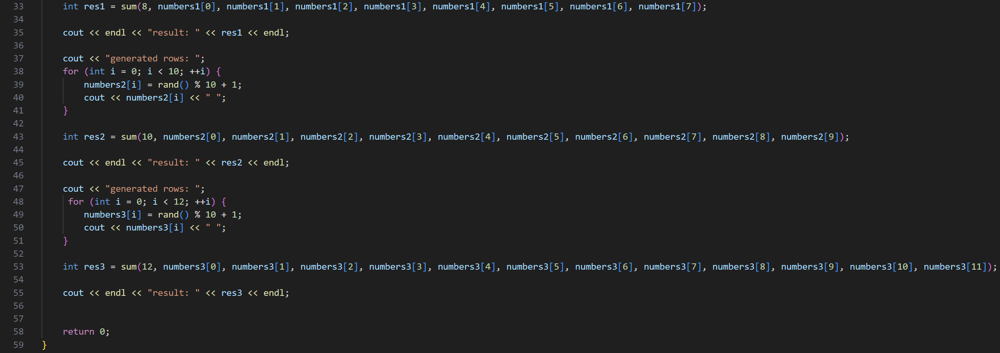 33 int res1 = sum(8, numbers1[0], numbers1[1], numbers1[2], numbers1[3], numbers1[4], numbers1[5], numbers1[6], numbers1[7]);
34
35 cout << endl << "result: " << res1 << endl;
36
37 cout << "generated rows: ";
38 for (int i = 0; i < 10; ++i) {
39 numbers2[i] = rand() % 10 + 1;
40 cout << numbers2[i] << " ";
41 }
42
43 int res2 = sum(10, numbers2[0], numbers2[1], numbers2[2], numbers2[3], numbers2[4], numbers2[5], numbers2[6], numbers2[7], numbers2[8], numbers2[9]);
44
45 cout << endl << "result: " << res2 << endl;
46
47 cout << "generated rows: ";
48 for (int i = 0; i < 12; ++i) {
49 numbers3[i] = rand() % 10 + 1;
50 cout << numbers3[i] << " ";
51 }
52
53 int res3 = sum(12, numbers3[0], numbers3[1], numbers3[2], numbers3[3], numbers3[4], numbers3[5], numbers3[6], numbers3[7], numbers3[8], numbers3[9], numbers3[10], numbers3[11]);
54
55 cout << endl << "result: " << res3 << endl;
56
57
58 return 0;
59 }